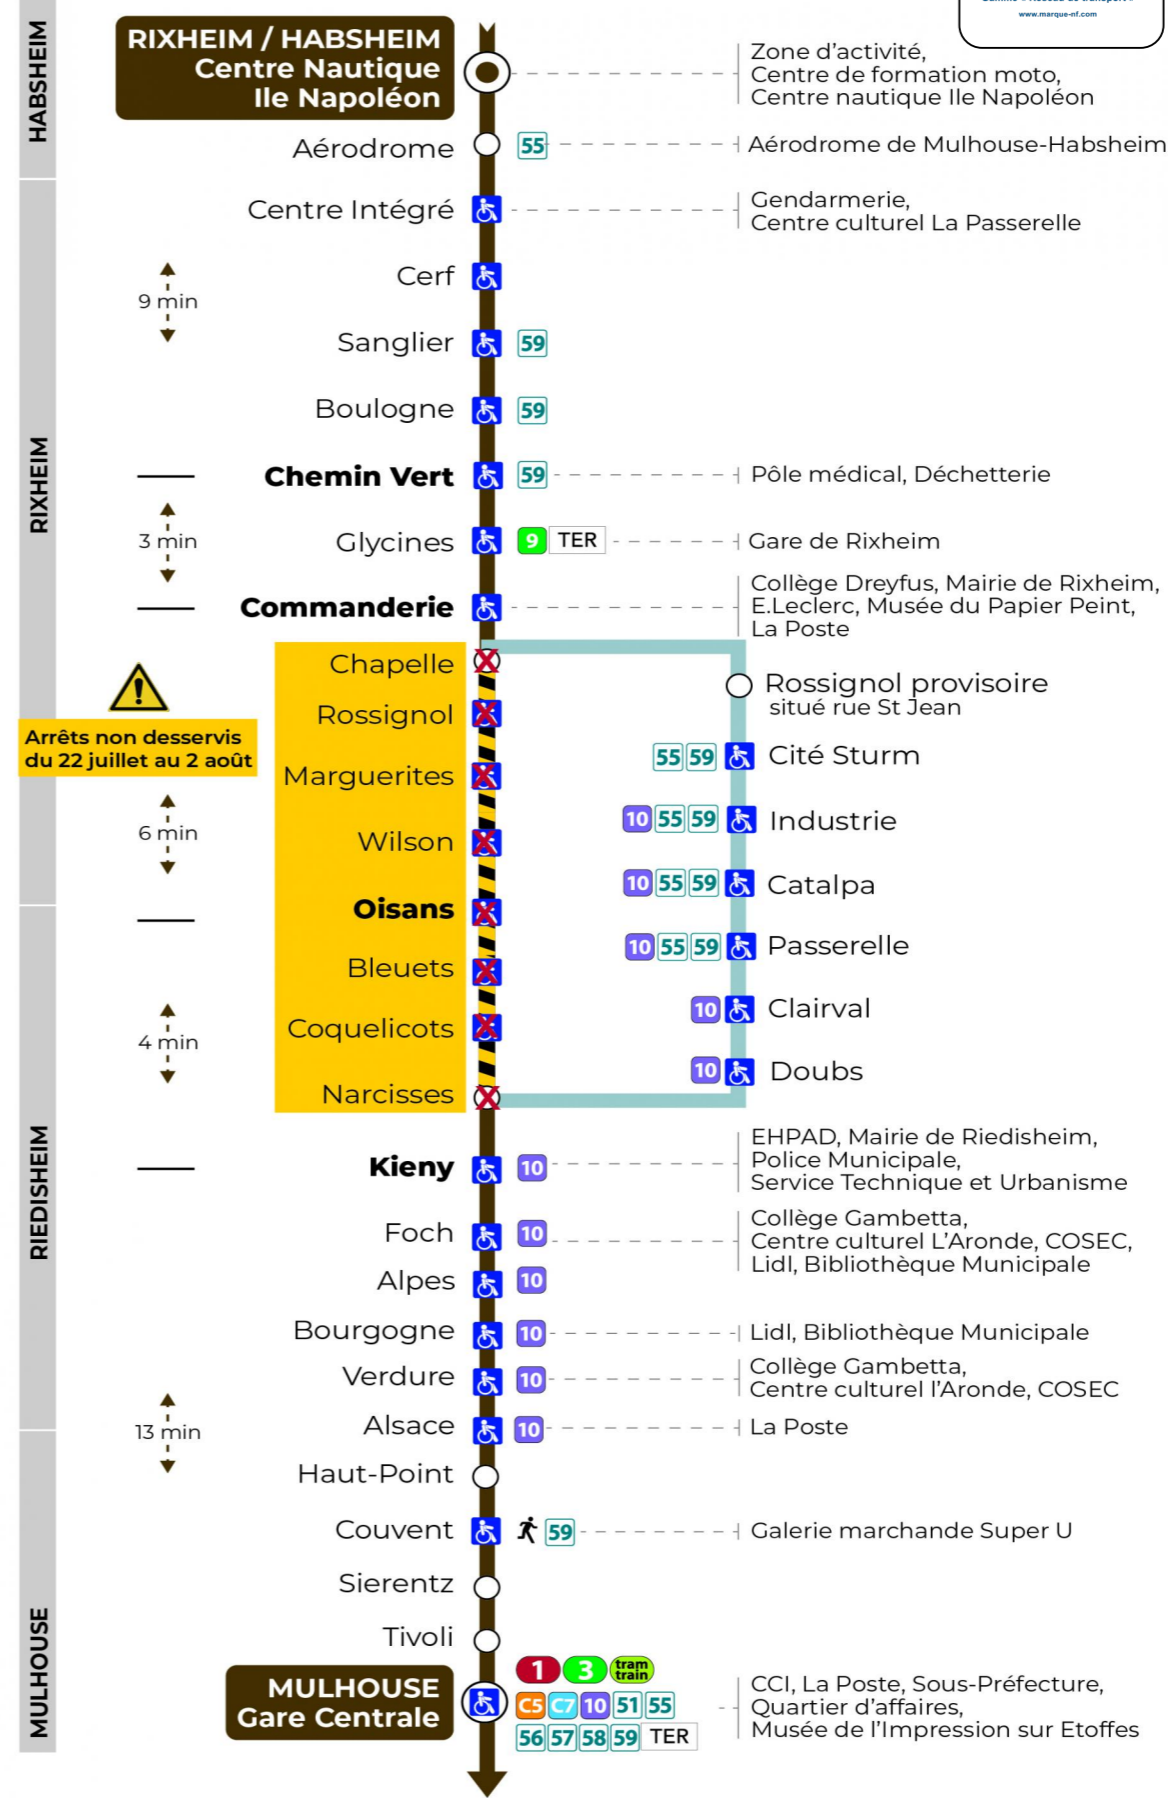 www.marque-nf.com
HABSHEIM
RIXHEIM / HABSHEIM
Centre Nautique
Ile Napoléon
Zone d'activité,
Centre de formation moto,
Centre nautique Ile Napoléon
Aérodrome 55 Aérodrome de Mulhouse-Habsheim
RIXHEIM
Centre Intégré
Gendarmerie,
Centre culturel La Passerelle
Cerf
9 min
Sanglier 59
Boulogne 59
Chemin Vert 59 Pôle médical, Déchetterie
3 min
Glycines 9 TER Gare de Rixheim
Commanderie
Collège Dreyfus, Mairie de Rixheim,
E.Leclerc, Musée du Papier Peint,
La Poste
Arrêts non desservis
du 22 juillet au 2 août
Chapelle
Rossignol
Marguerites
6 min
Wilson
Oisans
Bleuets
4 min
Coquelicots
Narcisses
Rossignol provisoire
situé rue St Jean
55 59 Cité Sturm
10 55 59 Industrie
10 55 59 Catalpa
10 55 59 Passerelle
10 Clairval
10 Doubs
RIEDISHEIM
Kieny 10
EHPAD, Mairie de Riedisheim,
Police Municipale,
Service Technique et Urbanisme
Foch 10
Collège Gambetta,
Centre culturel L'Aronde, COSEC,
Lidl, Bibliothèque Municipale
Alpes 10
Bourgogne 10 Lidl, Bibliothèque Municipale
Verdure 10
Collège Gambetta,
Centre culturel l'Aronde, COSEC
13 min
Alsace 10 La Poste
MULHOUSE
Haut-Point
Couvent 59 Galerie marchande Super U
Sierentz
Tivoli
MULHOUSE
Gare Centrale
1 3 tram
train
C5 C7 10 51 55
56 57 58 59 TER
CCI, La Poste, Sous-Préfecture,
Quartier d'affaires,
Musée de l'Impression sur Etoffes